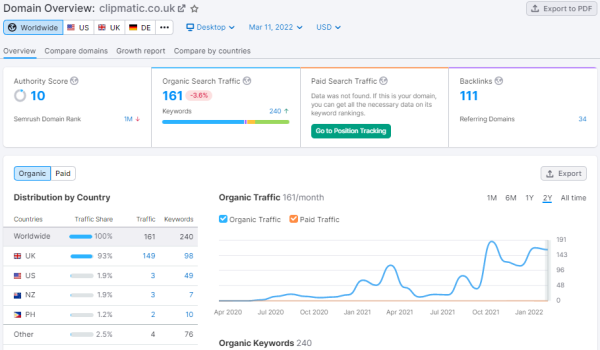 Domain Overview: clipmatic.co.uk
Export to PDF
Worldwide US UK DE •••
Desktop Mar 11, 2022 USD
Overview Compare domains Growth report Compare by countries
Authority Score
10
Semrush Domain Rank 1M ↓
Organic Search Traffic
161 -3.6%
Keywords 240 ↑
Paid Search Traffic
Data was not found. If this is your domain,
you can get all the necessary data on its
keyword rankings.
Go to Position Tracking
Backlinks
111
Referring Domains 34
Organic Paid
Export
Distribution by Country
Countries Traffic Share Traffic Keywords
Worldwide 100% 161 240
UK 93% 149 98
US 1.9% 3 49
NZ 1.9% 3 7
PH 1.2% 2 10
Other 2.5% 4 76
Organic Traffic 161/month
1M 6M 1Y 2Y All time
Organic Traffic Paid Traffic
191
143
96
48
0
Apr 2020 Jul 2020 Oct 2020 Jan 2021 Apr 2021 Jul 2021 Oct 2021 Jan 2022
Organic Keywords 240